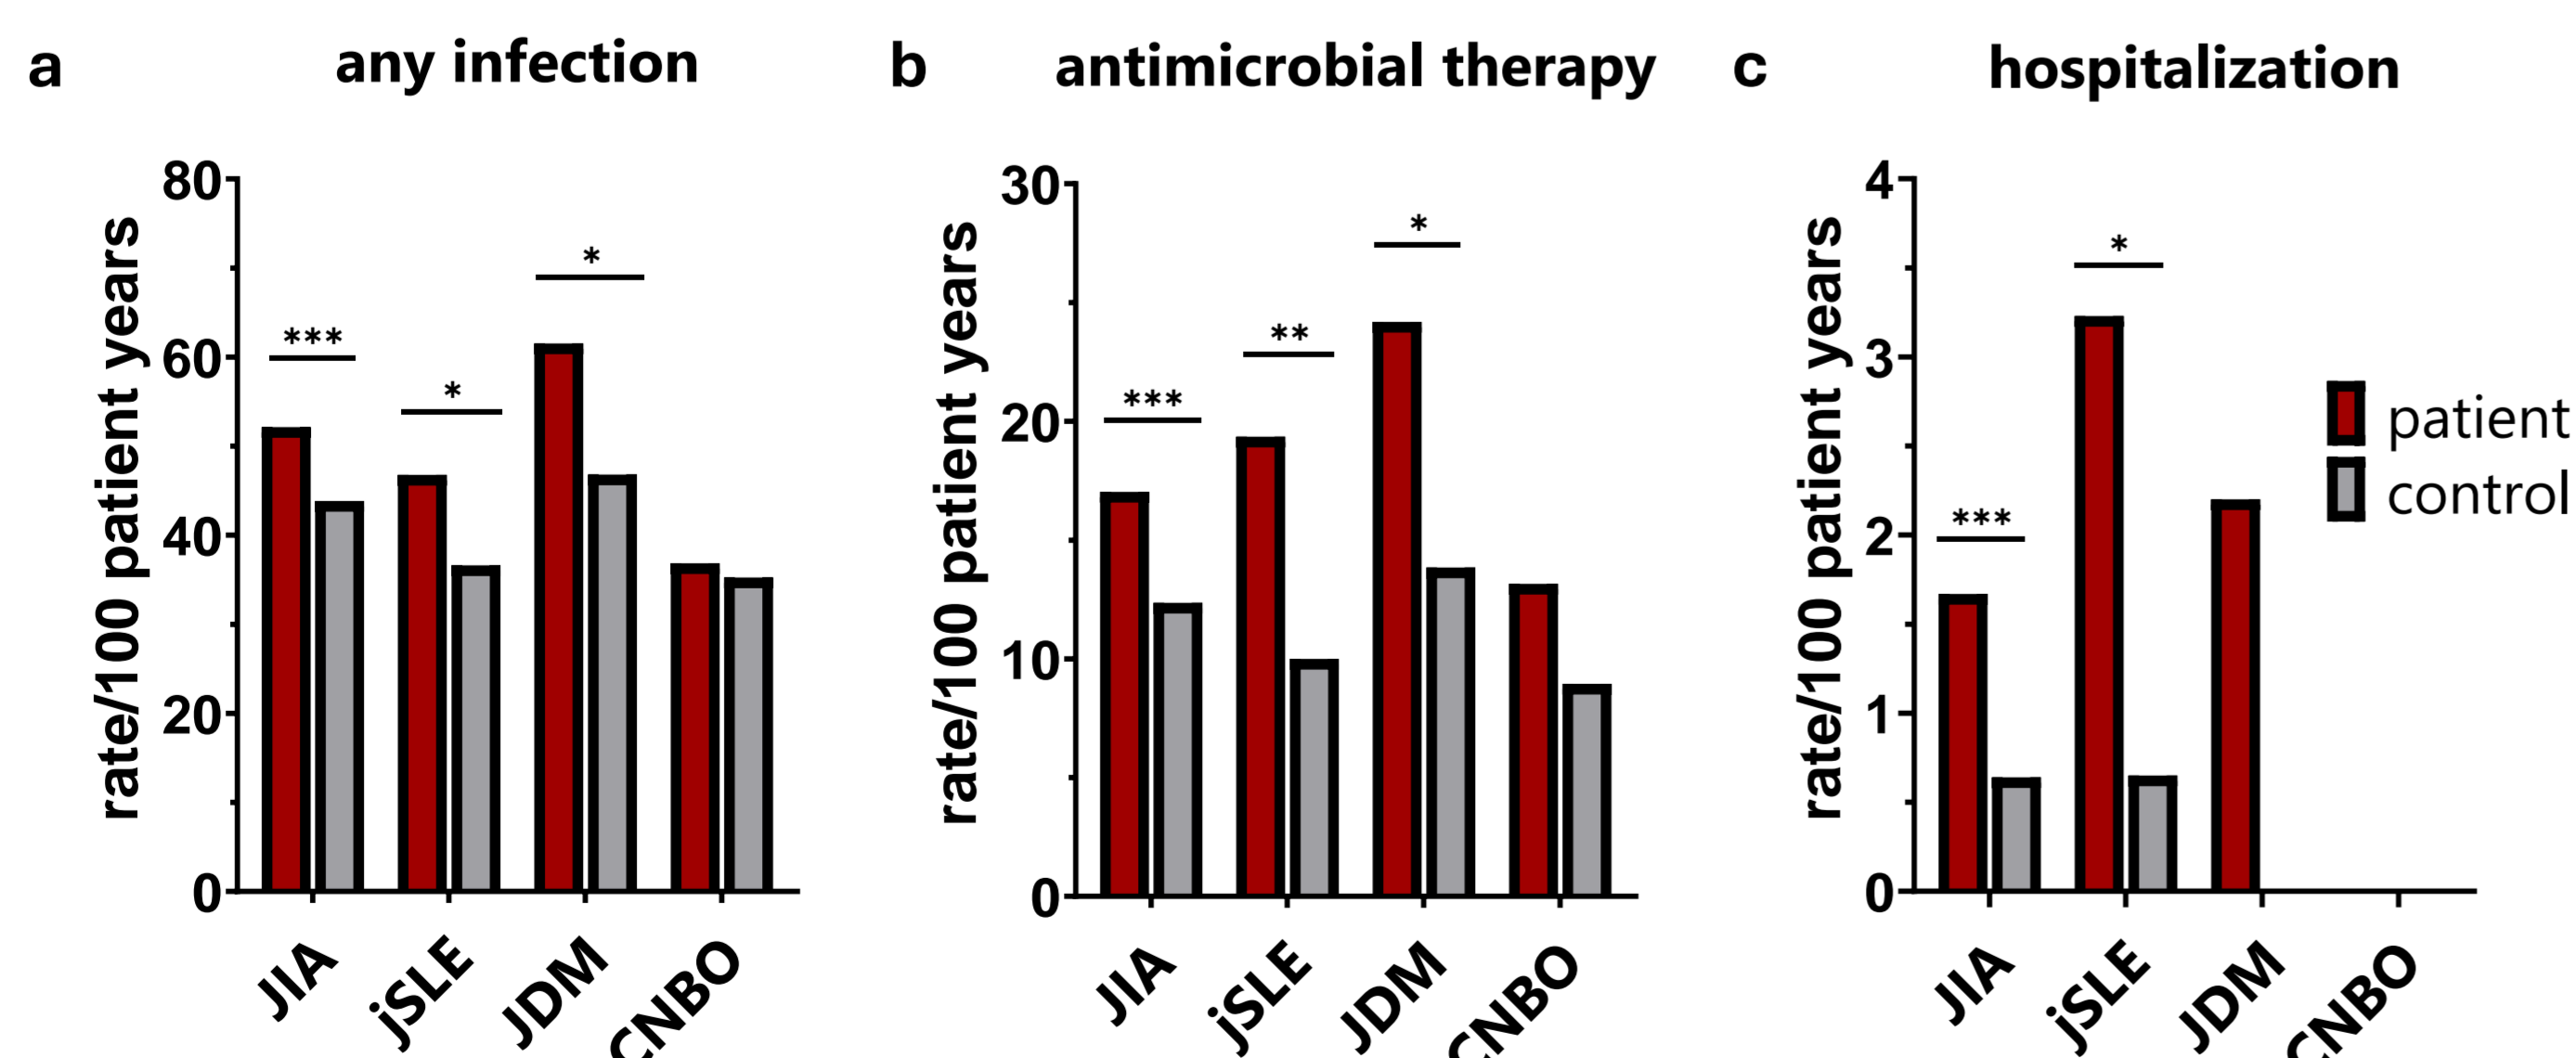 a any infection
80
60
40
20
0
rate/100 patient years
***
*
*
JIA jSLE JDM CNBO
b antimicrobial therapy
30
20
10
0
rate/100 patient years
***
**
*
JIA jSLE JDM CNBO
c hospitalization
4
3
2
1
0
rate/100 patient years
***
*
JIA jSLE JDM CNBO
patient
control